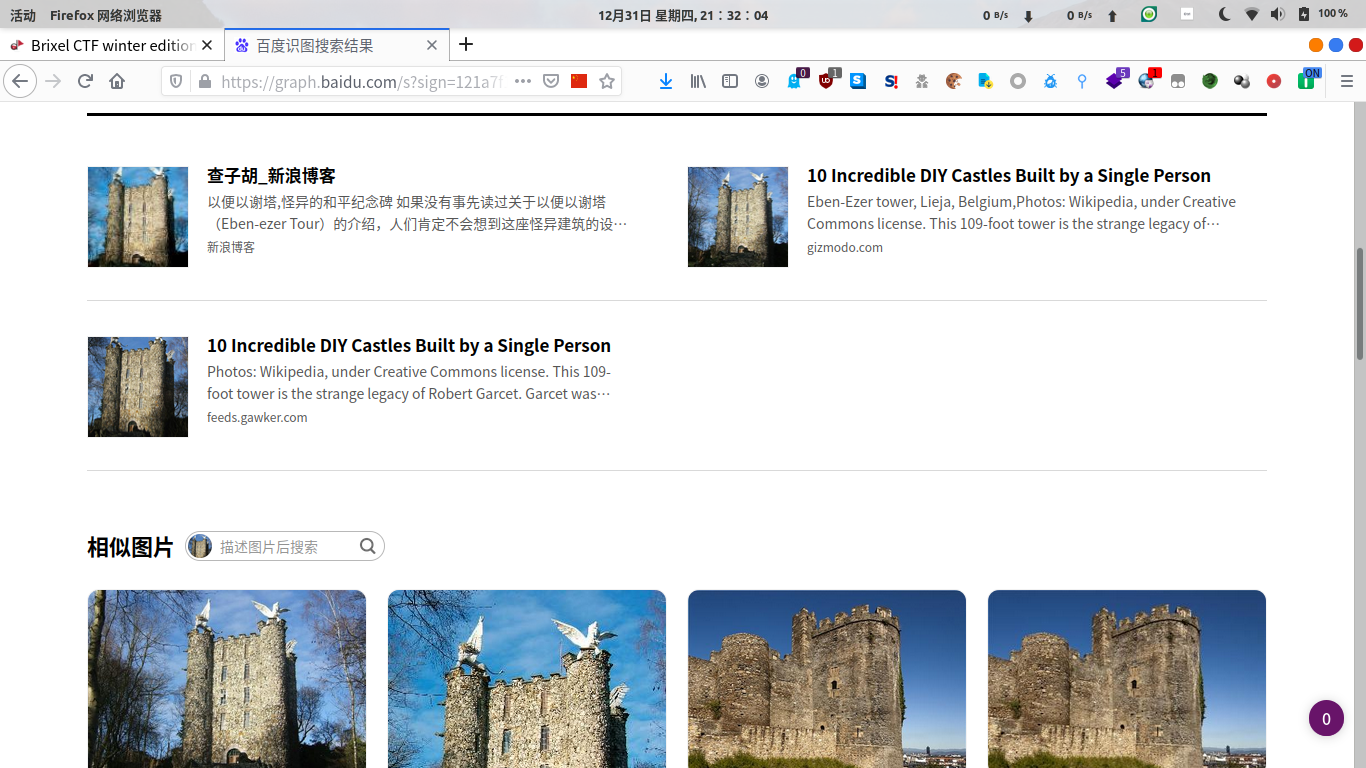 活动 Firefox 网络浏览器 12月31日 星期四, 21∶32∶04 0 B/s 0 B/s 100 %
Brixel CTF winter edition 百度识图搜索结果
https://graph.baidu.com/s?sign=121a7f 0 1 5 1 ON
查子胡_新浪博客
以便以谢塔,怪异的和平纪念碑 如果没有事先读过关于以便以谢塔
（Eben-ezer Tour）的介绍，人们肯定不会想到这座怪异建筑的设…
新浪博客
10 Incredible DIY Castles Built by a Single Person
Eben-Ezer tower, Lieja, Belgium,Photos: Wikipedia, under Creative
Commons license. This 109-foot tower is the strange legacy of…
gizmodo.com
10 Incredible DIY Castles Built by a Single Person
Photos: Wikipedia, under Creative Commons license. This 109-
foot tower is the strange legacy of Robert Garcet. Garcet was…
feeds.gawker.com
相似图片 描述图片后搜索
0